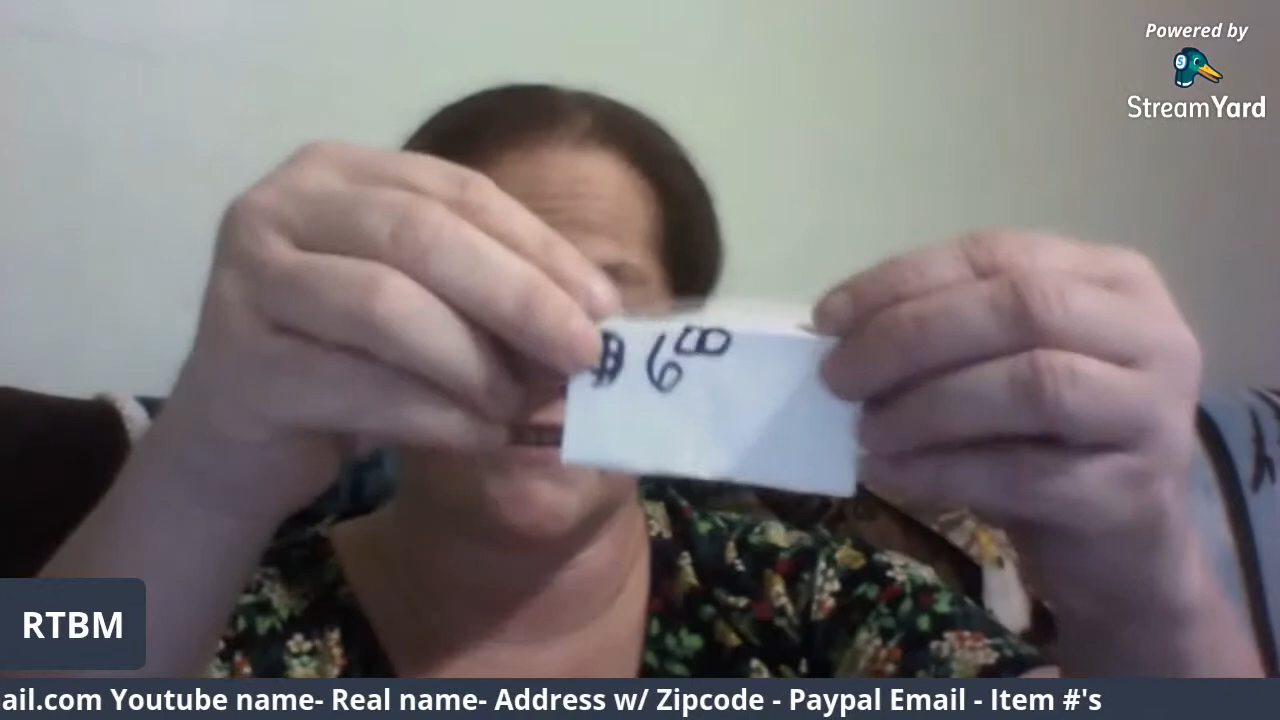 Powered by
StreamYard
$ 6⁰⁰
RTBM
ail.com Youtube name- Real name- Address w/ Zipcode - Paypal Email - Item #'s